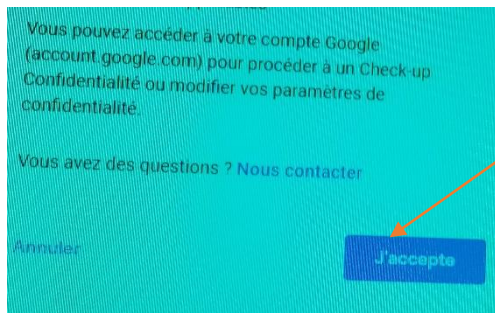 Vous pouvez accéder à votre compte Google
(account.google.com) pour procéder à un Check-up
Confidentialité ou modifier vos paramètres de
confidentialité.
Vous avez des questions ? Nous contacter
Annuler
J'accepte